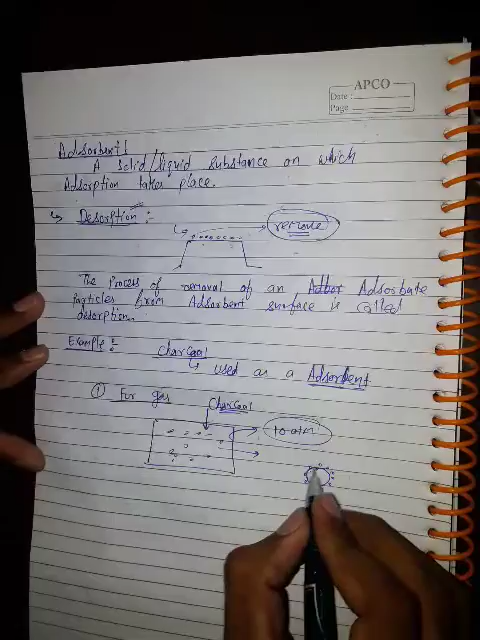 APCO
Date :
Page
Adsorbent!
A solid/liquid substance on which
Adsorption takes place.
↳ Desorption :
remove
The Process of removal of an Adsor Adsorbate
particles from Adsorbent surface is called
desorption.
Example :
CharCoal
↳ used as a Adsorbent
① For gas
CharCoal
to atm